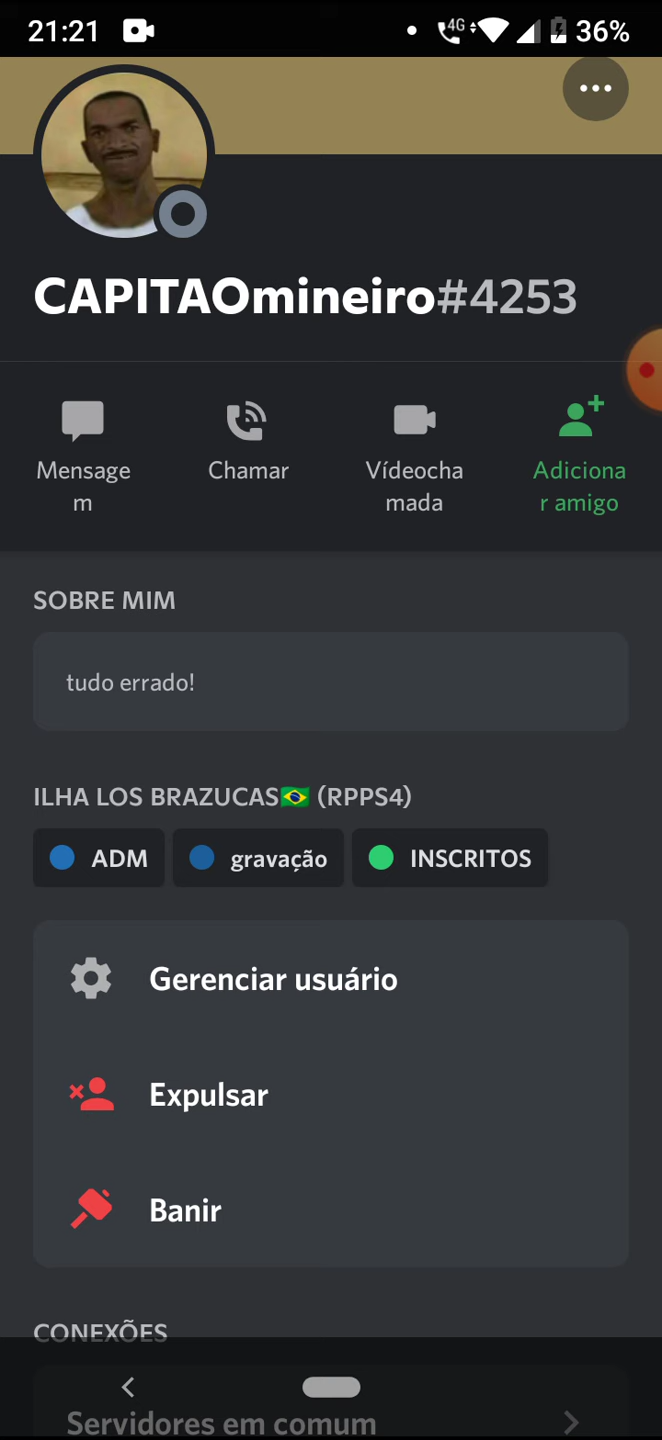 21:21 4G 36%
CAPITAOmineiro#4253
Mensage
m
Chamar
Vídeocha
mada
Adiciona
r amigo
SOBRE MIM
tudo errado!
ILHA LOS BRAZUCAS🇧🇷 (RPPS4)
ADM gravação INSCRITOS
Gerenciar usuário
Expulsar
Banir
CONEXÕES
Servidores em comum